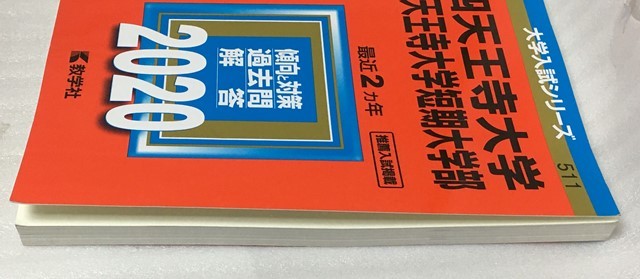 大学入試シリーズ
511
四天王寺大学
天王寺大学短期大学部
推薦入試掲載
最近2カ年
傾向と対策
過去問
解答
2020
教学社